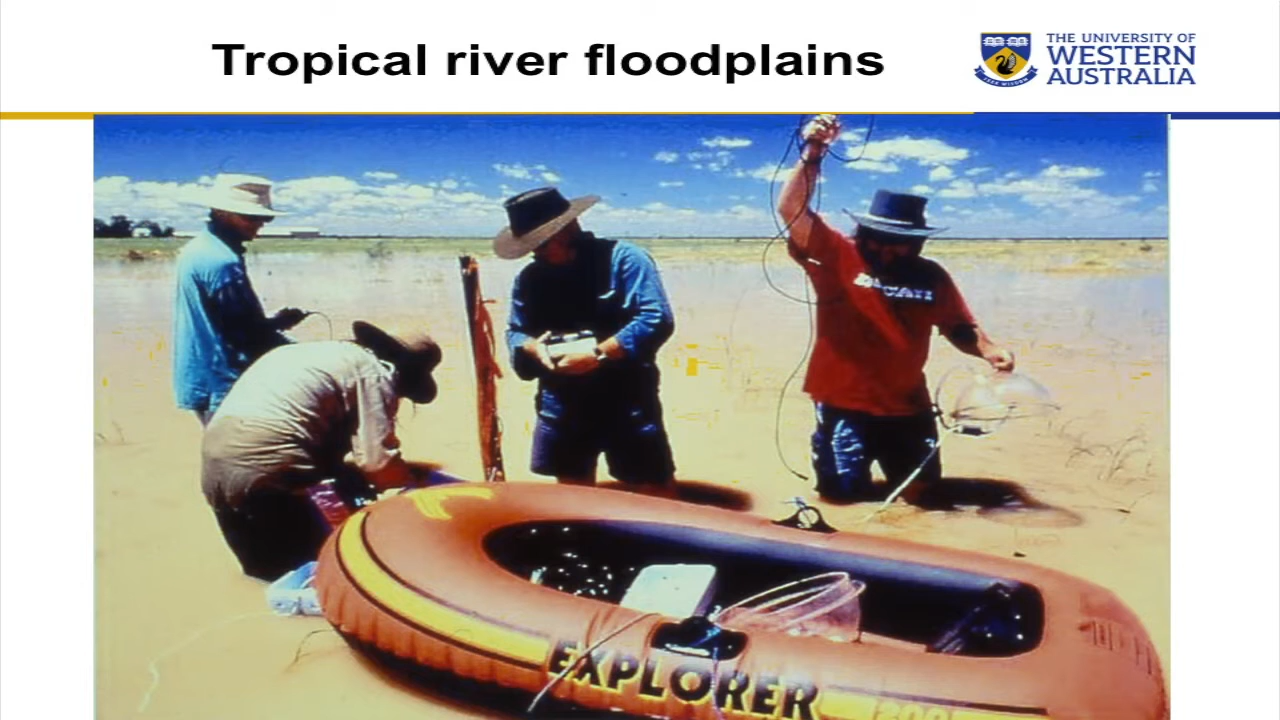 Tropical river floodplains
THE UNIVERSITY OF
WESTERN
AUSTRALIA
EXPLORER